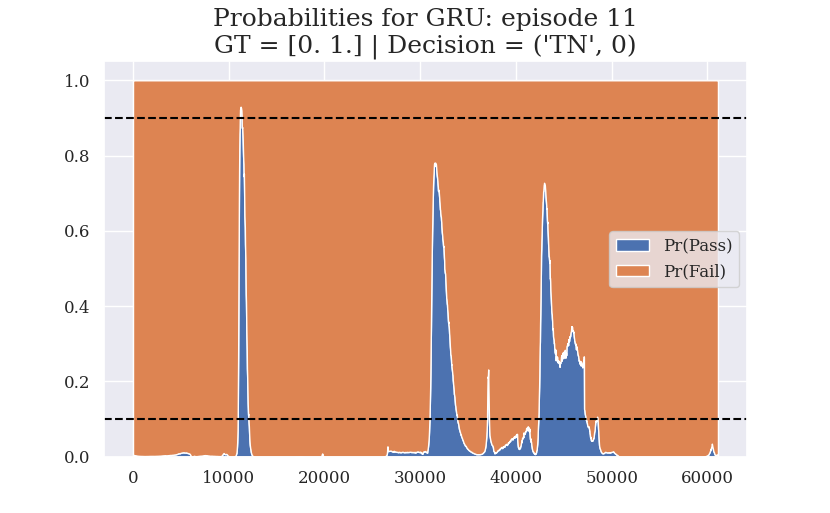 Probabilities for GRU: episode 11
GT = [0. 1.] | Decision = ('TN', 0)
1.0
0.8
0.6
0.4
0.2
0.0
Pr(Pass)
Pr(Fail)
0 10000 20000 30000 40000 50000 60000